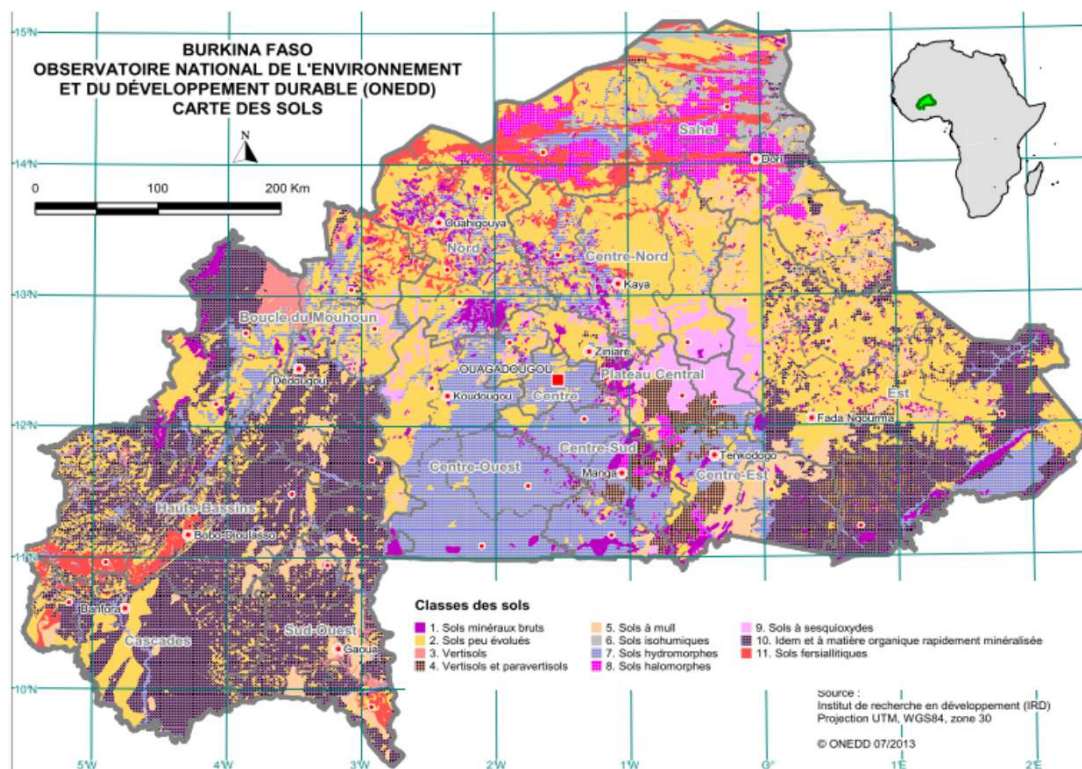 BURKINA FASO
OBSERVATOIRE NATIONAL DE L'ENVIRONNEMENT
ET DU DÉVELOPPEMENT DURABLE (ONEDD)
CARTE DES SOLS
N
0 100 200 Km
15°N
14°N
13°N
12°N
11°N
10°N
Sahel
Dori
Ouahigouya
Nord
Centre-Nord
Kaya
Boucle du Mouhoun
Ziniaré
OUAGADOUGOU
Plateau Central
Dédougou
Koudougou
Centre
Est
Fada Ngourma
Centre-Sud
Tenkodogo
Centre-Ouest
Manga
Centre-Est
Hauts-Bassins
Bobo-Dioulasso
Banfora
Cascades
Sud-Ouest
Gaoua
Classes des sols
1. Sols minéraux bruts
2. Sols peu évolués
3. Vertisols
4. Vertisols et paravertisols
5. Sols à mull
6. Sols isohumiques
7. Sols hydromorphes
8. Sols halomorphes
9. Sols à sesquioxydes
10. Idem et à matière organique rapidement minéralisée
11. Sols fersiallitiques
Source :
Institut de recherche en développement (IRD)
Projection UTM, WGS84, zone 30
© ONEDD 07/2013
5°W 4°W 3°W 2°W 1°W 0° 1°E 2°E